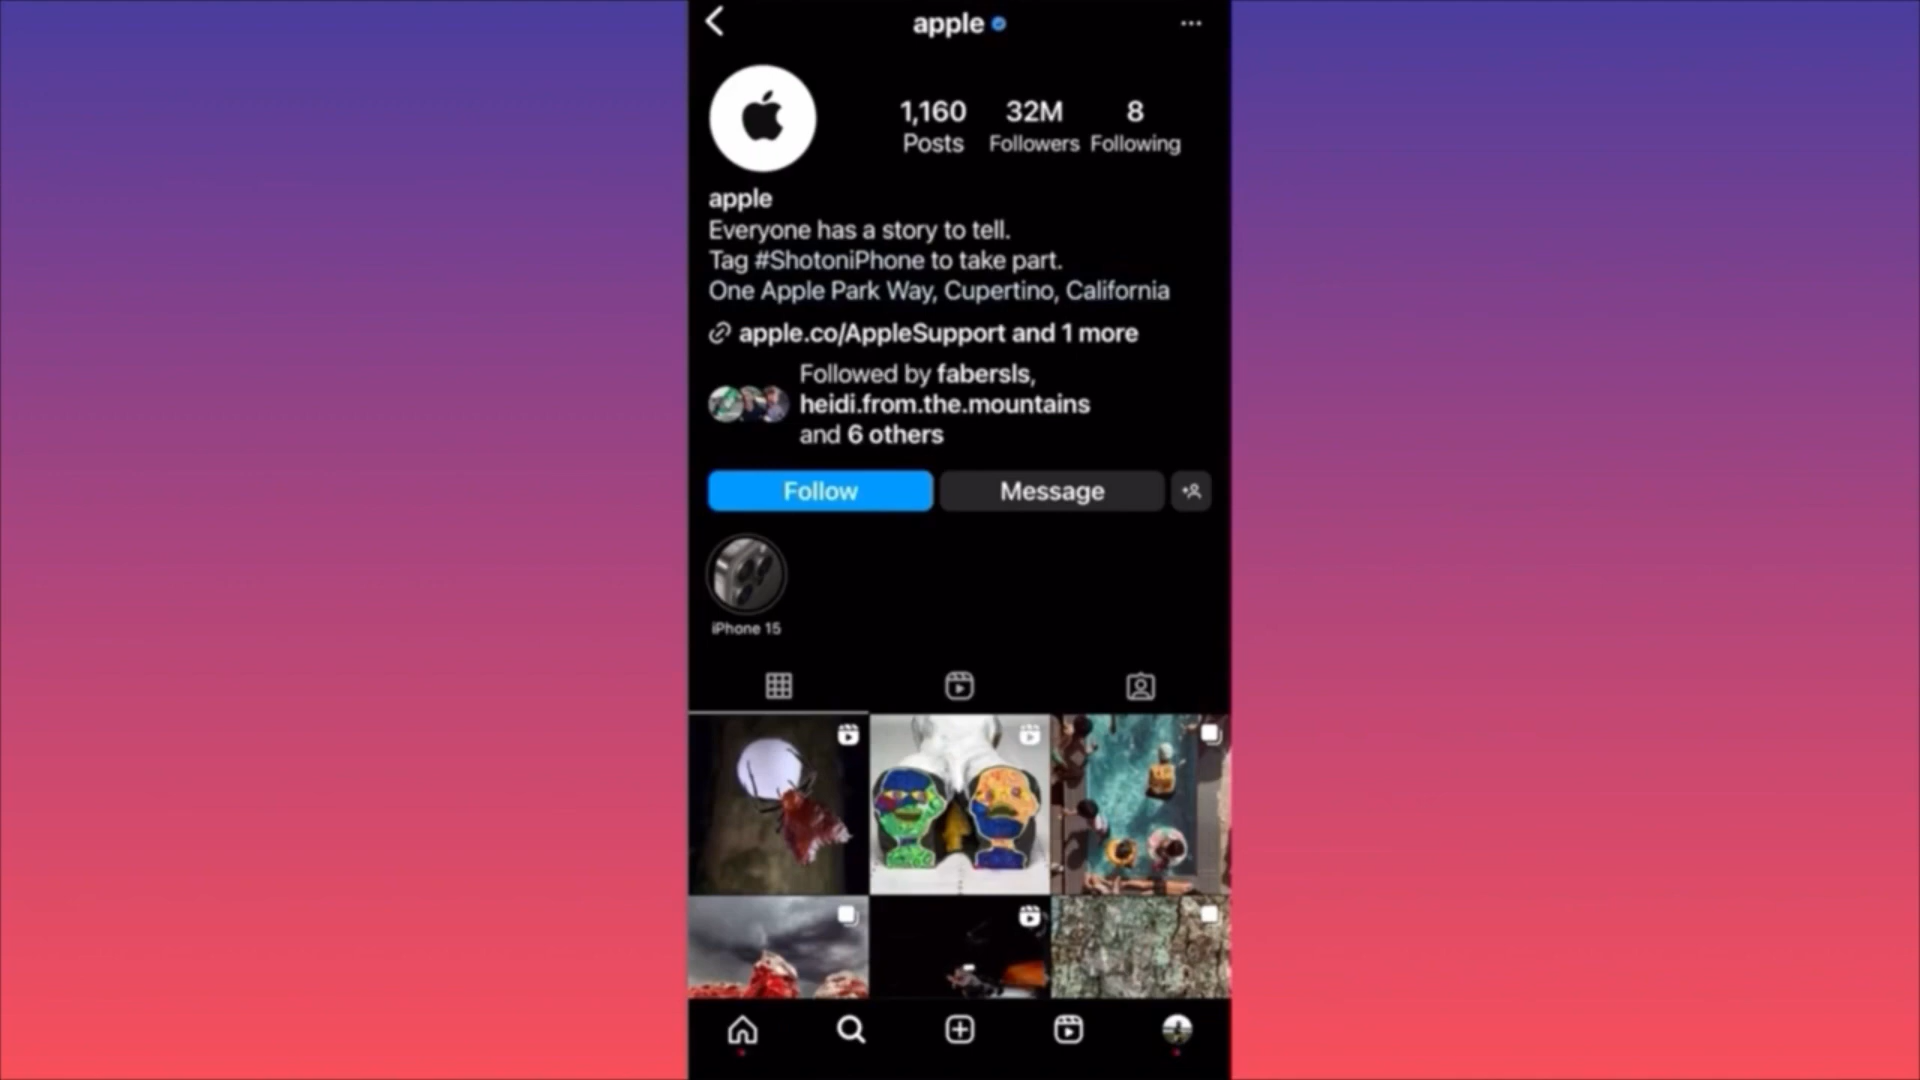 apple
1,160 32M 8
Posts Followers Following
apple
Everyone has a story to tell.
Tag #ShotoniPhone to take part.
One Apple Park Way, Cupertino, California
apple.co/AppleSupport and 1 more
Followed by fabersls,
heidi.from.the.mountains
and 6 others
Follow Message
iPhone 15